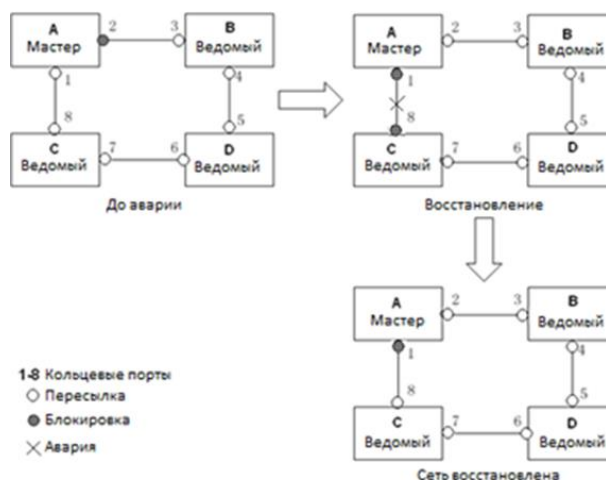 A
Мастер
2
3
B
Ведомый
1
4
8
5
C
Ведомый
7
6
D
Ведомый
До аварии
A
Мастер
2
3
B
Ведомый
1
4
8
5
C
Ведомый
7
6
D
Ведомый
Восстановление
A
Мастер
2
3
B
Ведомый
1
4
8
5
C
Ведомый
7
6
D
Ведомый
Сеть восстановлена
1-8 Кольцевые порты
Пересылка
Блокировка
Авария